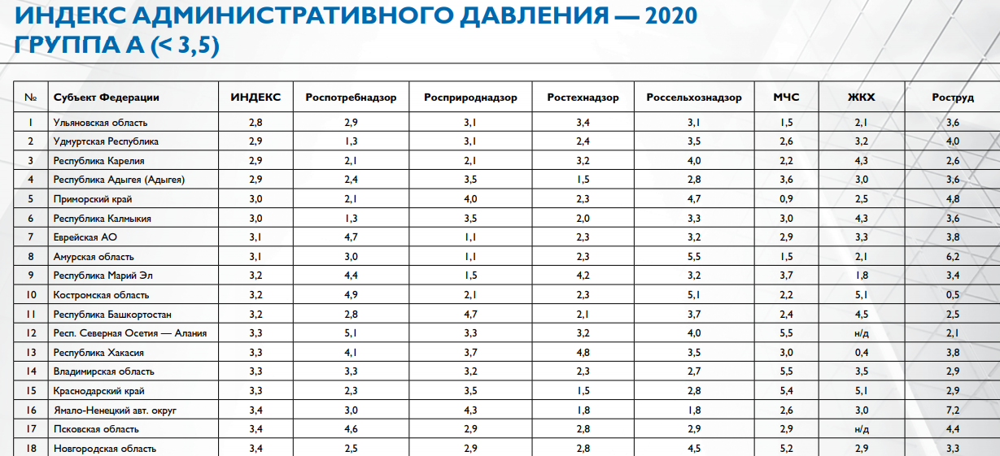 ИНДЕКС АДМИНИСТРАТИВНОГО ДАВЛЕНИЯ — 2020
ГРУППА А (< 3,5)
№ Субъект Федерации ИНДЕКС Роспотребнадзор Росприроднадзор Ростехнадзор Россельхознадзор МЧС ЖКХ Роструд
1 Ульяновская область 2,8 2,9 3,1 3,4 3,1 1,5 2,1 3,6
2 Удмуртская Республика 2,9 1,3 3,1 2,4 3,5 2,6 3,2 4,0
3 Республика Карелия 2,9 2,1 2,1 3,2 4,0 2,2 4,3 2,6
4 Республика Адыгея (Адыгея) 2,9 2,4 3,5 1,5 2,8 3,6 3,0 3,6
5 Приморский край 3,0 2,1 4,0 2,3 4,7 0,9 2,5 4,8
6 Республика Калмыкия 3,0 1,3 3,5 2,0 3,3 3,0 4,3 3,6
7 Еврейская АО 3,1 4,7 1,1 2,3 3,2 2,9 3,3 3,8
8 Амурская область 3,1 3,0 1,1 2,3 5,5 1,5 2,1 6,2
9 Республика Марий Эл 3,2 4,4 1,5 4,2 3,2 3,7 1,8 3,4
10 Костромская область 3,2 4,9 2,1 2,3 5,1 2,2 5,1 0,5
11 Республика Башкортостан 3,2 2,8 4,7 2,1 3,7 2,4 4,5 2,5
12 Респ. Северная Осетия — Алания 3,3 5,1 3,3 3,2 4,0 5,5 н/д 2,1
13 Республика Хакасия 3,3 4,1 3,7 4,8 3,5 3,0 0,4 3,8
14 Владимирская область 3,3 3,3 3,2 2,3 2,7 5,5 3,5 2,9
15 Краснодарский край 3,3 2,3 3,5 1,5 2,8 5,4 5,1 2,9
16 Ямало-Ненецкий авт. округ 3,4 3,0 4,3 1,8 1,8 2,6 3,0 7,2
17 Псковская область 3,4 4,6 2,9 2,8 2,9 2,9 н/д 4,4
18 Новгородская область 3,4 2,5 2,9 2,8 4,5 5,2 2,9 3,3